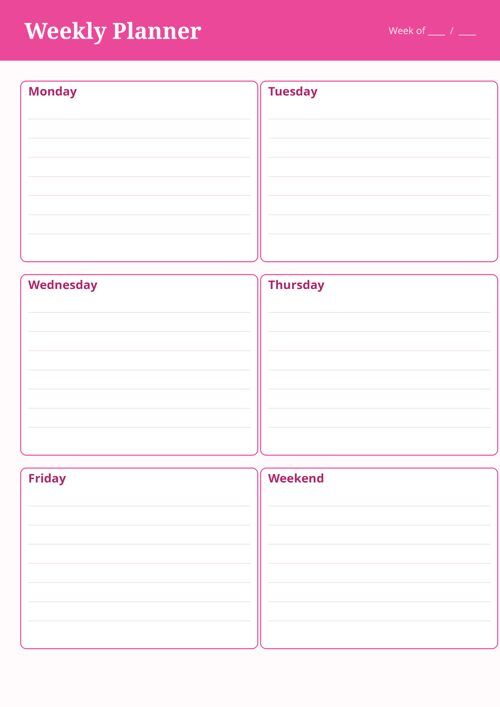 Weekly Planner
Week of ___ / ___
Monday
Tuesday
Wednesday
Thursday
Friday
Weekend